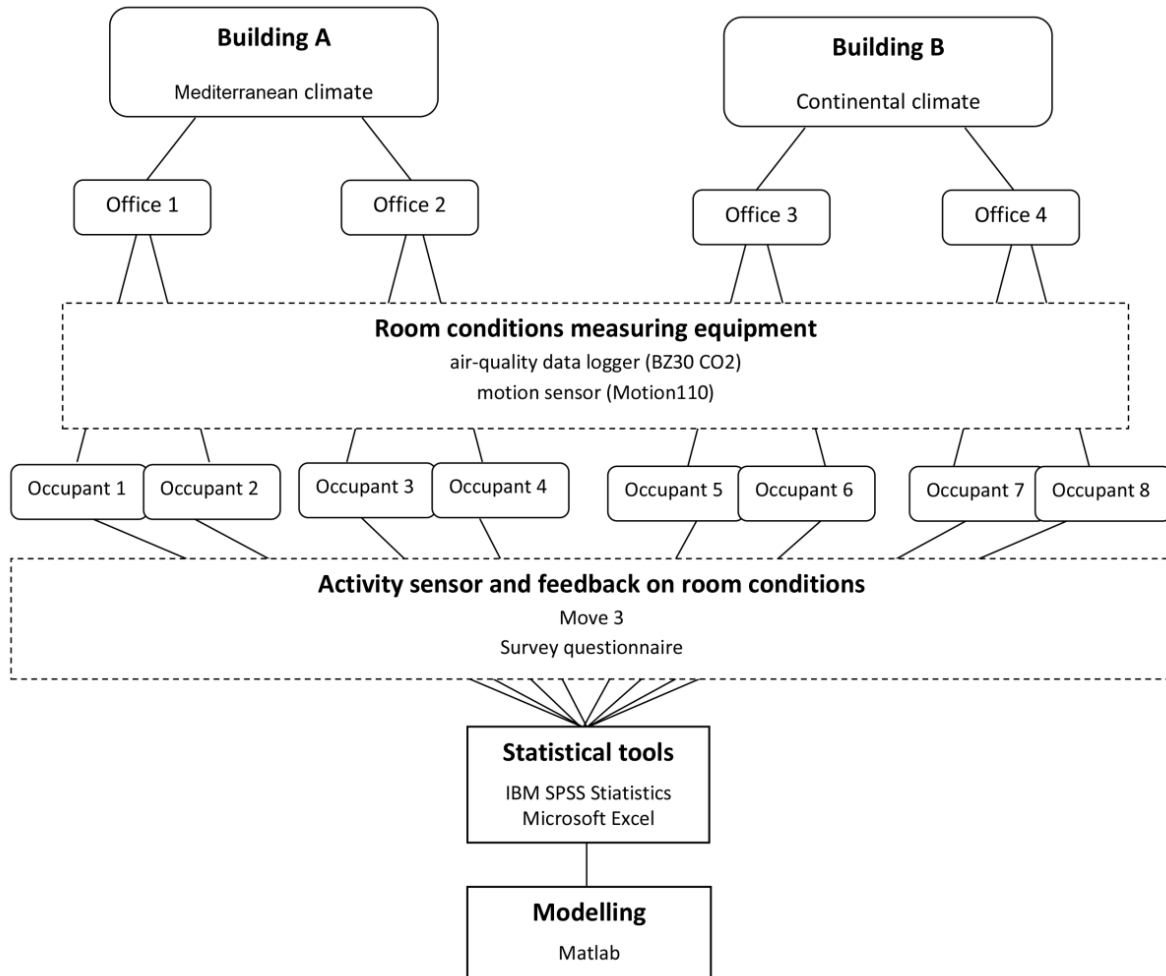 Building A
Mediterranean climate
Building B
Continental climate
Office 1
Office 2
Office 3
Office 4
Room conditions measuring equipment
air-quality data logger (BZ30 CO2)
motion sensor (Motion110)
Occupant 1
Occupant 2
Occupant 3
Occupant 4
Occupant 5
Occupant 6
Occupant 7
Occupant 8
Activity sensor and feedback on room conditions
Move 3
Survey questionnaire
Statistical tools
IBM SPSS Stiatistics
Microsoft Excel
Modelling
Matlab